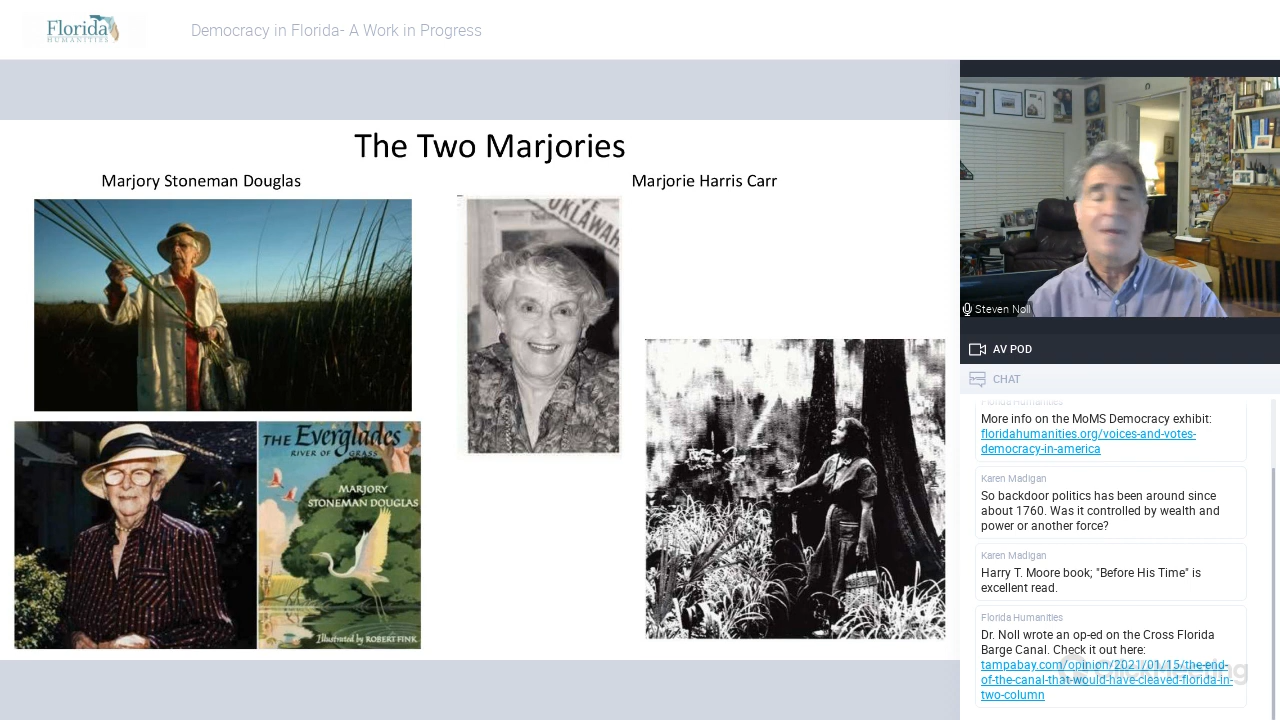 Florida
HUMANITIES
Democracy in Florida- A Work in Progress
The Two Marjories
Marjory Stoneman Douglas
Marjorie Harris Carr
OKLAWAH
THE Everglades
RIVER OF GRASS
MARJORY
STONEMAN DOUGLAS
Illustrated by ROBERT FINK
Steven Noll
AV POD
CHAT
Florida Humanities
More info on the MoMS Democracy exhibit:
floridahumanities.org/voices-and-votes-
democracy-in-america
Karen Madigan
So backdoor politics has been around since
about 1760. Was it controlled by wealth and
power or another force?
Karen Madigan
Harry T. Moore book; "Before His Time" is
excellent read.
Florida Humanities
Dr. Noll wrote an op-ed on the Cross Florida
Barge Canal. Check it out here:
tampabay.com/opinion/2021/01/15/the-end-
of-the-canal-that-would-have-cleaved-florida-in-
two-column
ClickMeeting